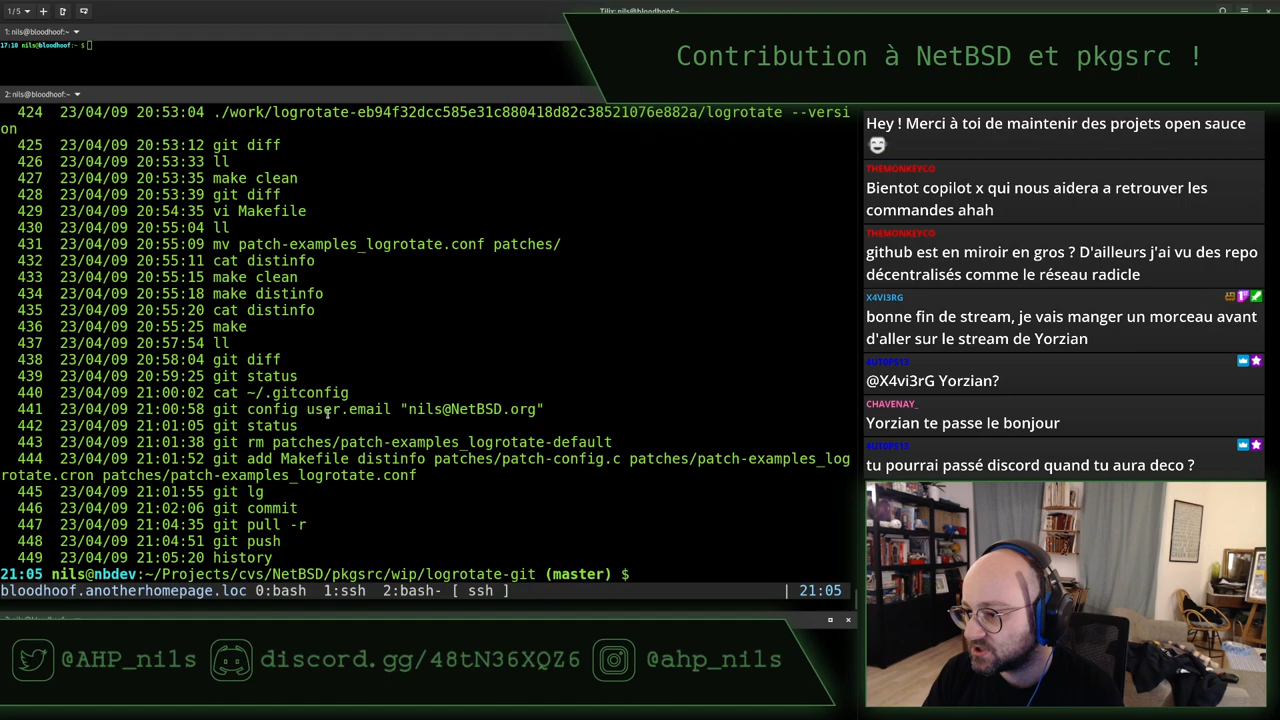 1/5
Tilix: nils@bloodhoof:~
1: nils@bloodhoof:~
17:10 nils@bloodhoof:~ $
Contribution à NetBSD et pkgsrc !
2: nils@bloodhoof:~
424  23/04/09 20:53:04 ./work/logrotate-eb94f32dcc585e31c880418d82c38521076e882a/logrotate --versi
on
425  23/04/09 20:53:12 git diff
426  23/04/09 20:53:33 ll
427  23/04/09 20:53:35 make clean
428  23/04/09 20:53:39 git diff
429  23/04/09 20:54:35 vi Makefile
430  23/04/09 20:55:04 ll
431  23/04/09 20:55:09 mv patch-examples_logrotate.conf patches/
432  23/04/09 20:55:11 cat distinfo
433  23/04/09 20:55:15 make clean
434  23/04/09 20:55:18 make distinfo
435  23/04/09 20:55:20 cat distinfo
436  23/04/09 20:55:25 make
437  23/04/09 20:57:54 ll
438  23/04/09 20:58:04 git diff
439  23/04/09 20:59:25 git status
440  23/04/09 21:00:02 cat ~/.gitconfig
441  23/04/09 21:00:58 git config user.email "nils@NetBSD.org"
442  23/04/09 21:01:05 git status
443  23/04/09 21:01:38 git rm patches/patch-examples_logrotate-default
444  23/04/09 21:01:52 git add Makefile distinfo patches/patch-config.c patches/patch-examples_log
rotate.cron patches/patch-examples_logrotate.conf
445  23/04/09 21:01:55 git lg
446  23/04/09 21:02:06 git commit
447  23/04/09 21:04:35 git pull -r
448  23/04/09 21:04:51 git push
449  23/04/09 21:05:20 history
21:05 nils@nbdev:~/Projects/cvs/NetBSD/pkgsrc/wip/logrotate-git (master) $
bloodhoof.anotherhomepage.loc 0:bash  1:ssh  2:bash- [ ssh ] | 21:05
Hey ! Merci à toi de maintenir des projets open sauce
THEMONKEYCO
Bientot copilot x qui nous aidera a retrouver les
commandes ahah
THEMONKEYCO
github est en miroir en gros ? D'ailleurs j'ai vu des repo
décentralisés comme le réseau radicle
X4VI3RG
bonne fin de stream, je vais manger un morceau avant
d'aller sur le stream de Yorzian
4UT0PS13
@X4vi3rG Yorzian?
CHAVENAY_
Yorzian te passe le bonjour
4UT0PS13
tu pourrai passé discord quand tu aura deco ?
@AHP_nils
discord.gg/48tN36XQZ6
@ahp_nils